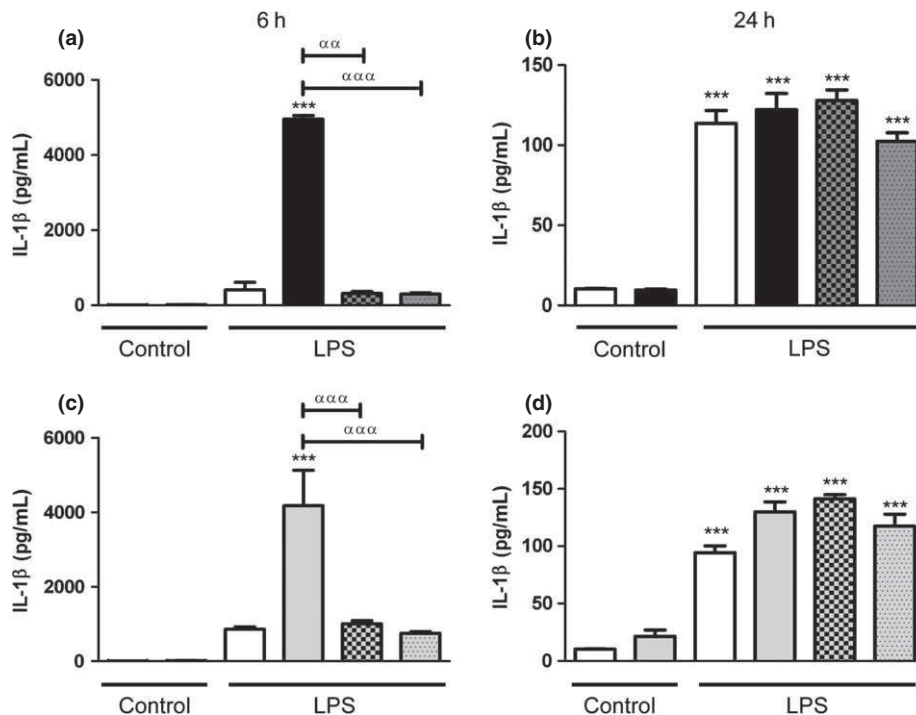 6 h
24 h
(a)
αα
ααα
***
IL-1β (pg/mL)
6000
4000
2000
0
Control
LPS
(b)
***
***
***
***
IL-1β (pg/mL)
150
100
50
0
Control
LPS
(c)
ααα
ααα
***
IL-1β (pg/mL)
6000
4000
2000
0
Control
LPS
(d)
***
***
***
***
IL-1β (pg/mL)
200
150
100
50
0
Control
LPS